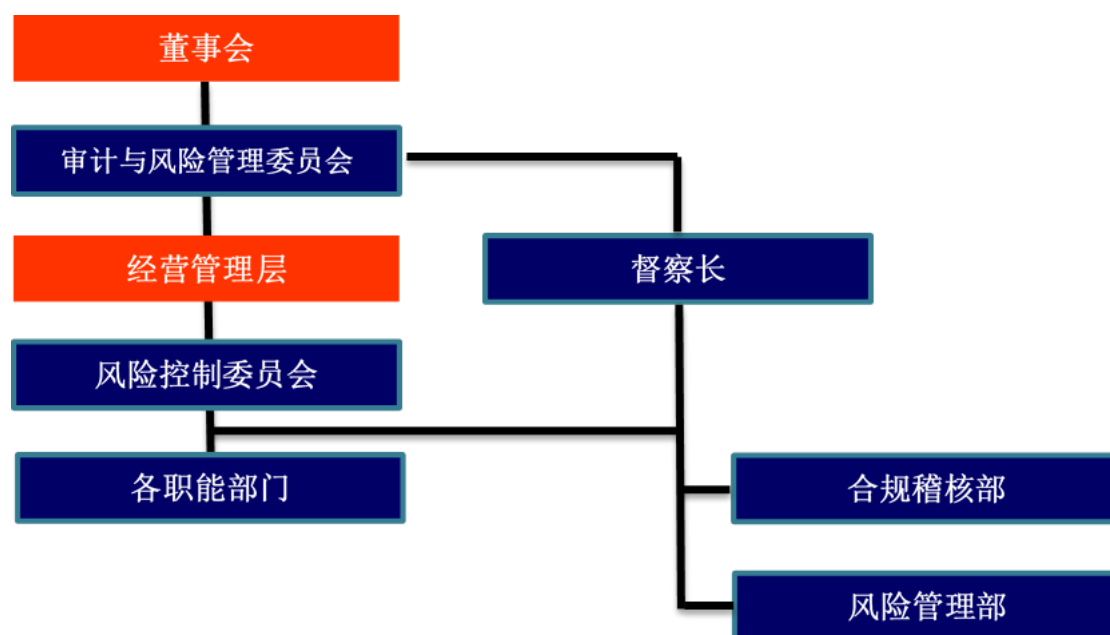 董事会
审计与风险管理委员会
经营管理层
督察长
风险控制委员会
各职能部门
合规稽核部
风险管理部